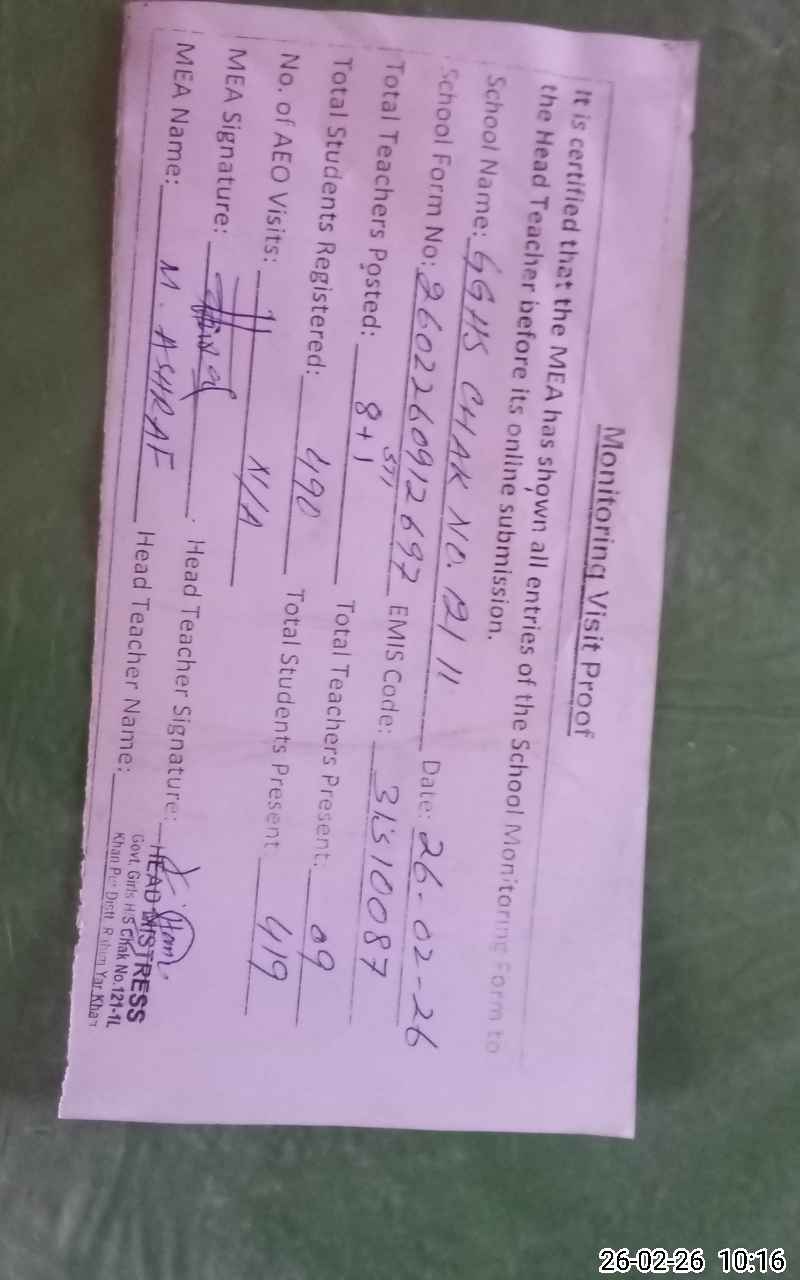 Monitoring Visit Proof
It is certified that the MEA has shown all entries of the School Monitoring Form to
the Head Teacher before its online submission.
School Name: GGHS CHAK NO. 121 1L Date: 26-02-26
School Form No: 2602260912697 EMIS Code: 31310087
Total Teachers Posted: 8+1 Total Teachers Present: 09
Total Students Registered: 490 Total Students Present: 419
No. of AEO Visits: N/A
MEA Signature: Head Teacher Signature:
MEA Name: M. ASHRAF Head Teacher Name:
HEAD MISTRESS
Govt. Girls H/S Chak No.121-1L
Khan Pur Distt. Rahim Yar Khan
26-02-26 10:16